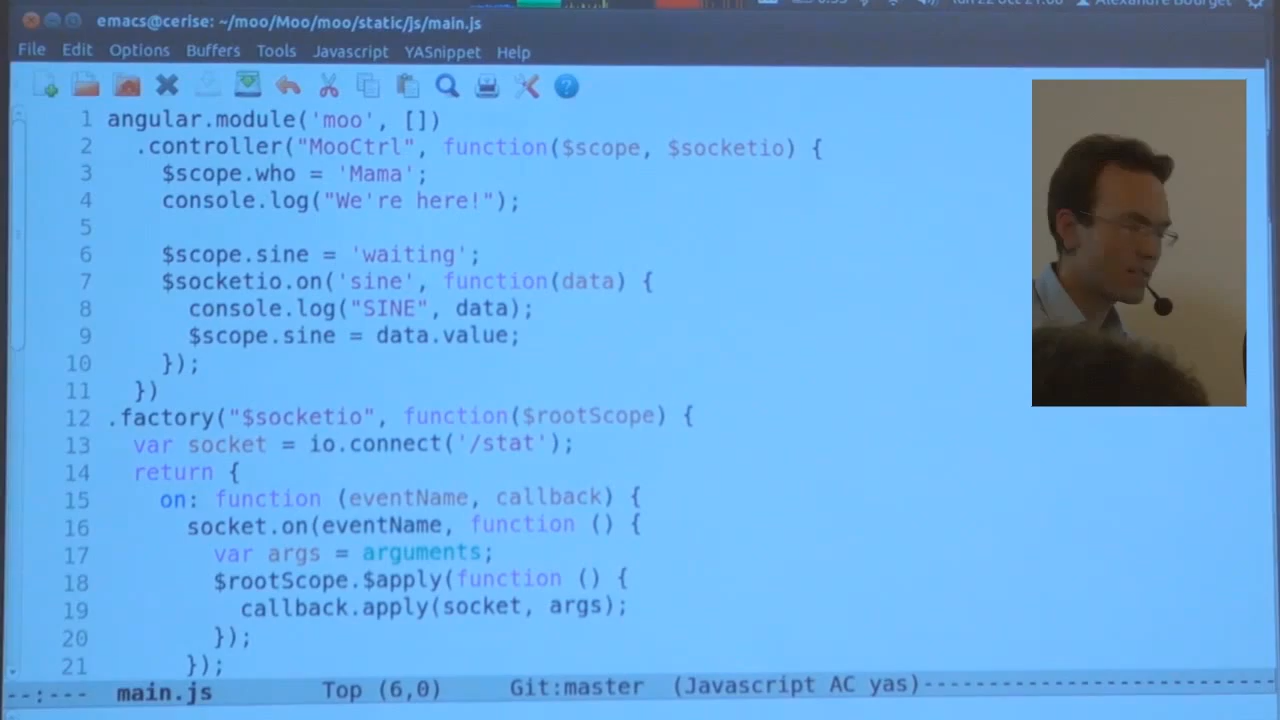 emacs@cerise: ~/moo/Moo/moo/static/js/main.js
File Edit Options Buffers Tools Javascript YASnippet Help
1 angular.module('moo', [])
2 .controller("MooCtrl", function($scope, $socketio) {
3 $scope.who = 'Mama';
4 console.log("We're here!");
5
6 $scope.sine = 'waiting';
7 $socketio.on('sine', function(data) {
8 console.log("SINE", data);
9 $scope.sine = data.value;
10 });
11 })
12 .factory("$socketio", function($rootScope) {
13 var socket = io.connect('/stat');
14 return {
15 on: function (eventName, callback) {
16 socket.on(eventName, function () {
17 var args = arguments;
18 $rootScope.$apply(function () {
19 callback.apply(socket, args);
20 });
21 });
--:--- main.js Top (6,0) Git:master (Javascript AC yas)----------------------------